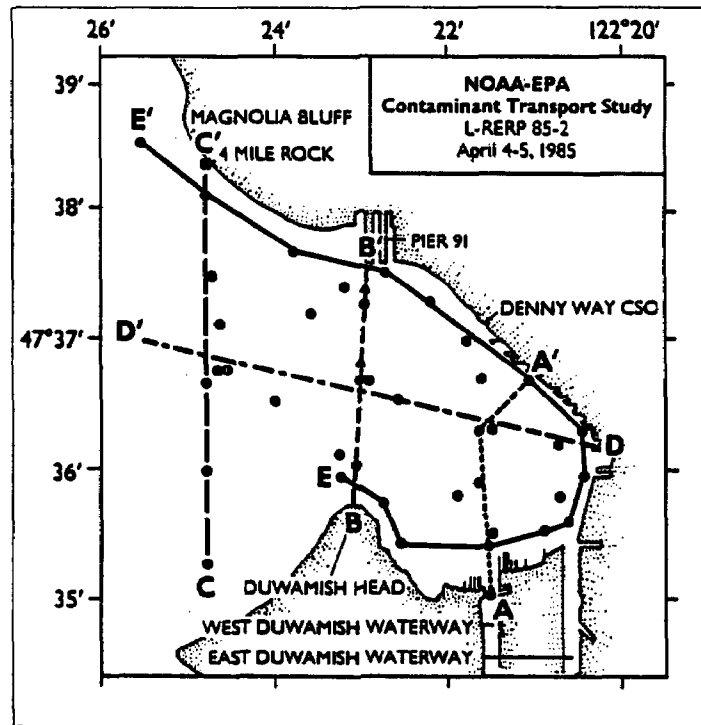 26'
24'
22'
122°20'
39'
38'
47°37'
36'
35'
NOAA-EPA
Contaminant Transport Study
L-RERP 85-2
April 4-5, 1985
E'
MAGNOLIA BLUFF
C'
4 MILE ROCK
B'
PIER 91
DENNY WAY CSO
D'
A'
D
E
B
C
DUWAMISH HEAD
A
WEST DUWAMISH WATERWAY
EAST DUWAMISH WATERWAY